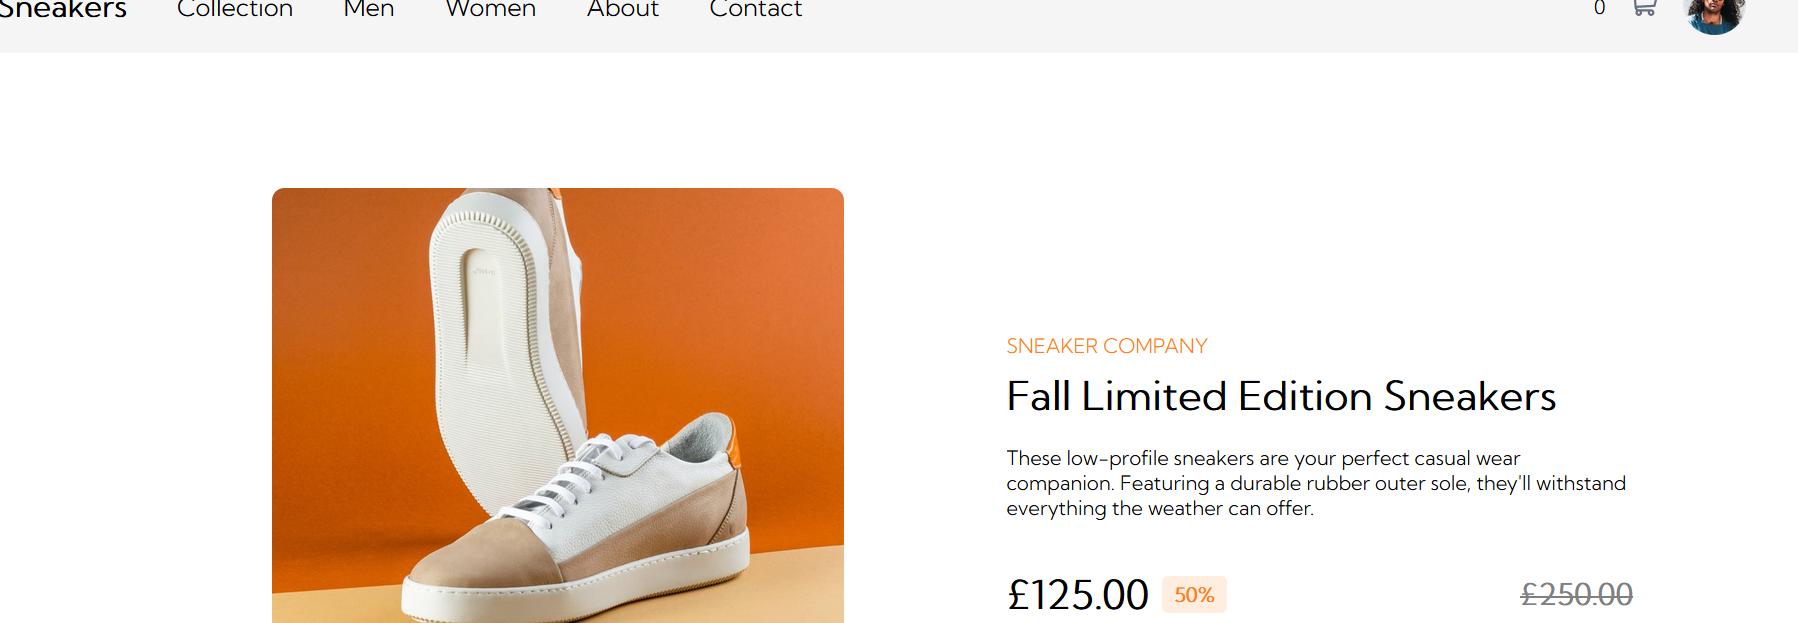 Sneakers Collection Men Women About Contact 0
SNEAKER COMPANY
Fall Limited Edition Sneakers
These low-profile sneakers are your perfect casual wear
companion. Featuring a durable rubber outer sole, they'll withstand
everything the weather can offer.
£125.00 50% £250.00